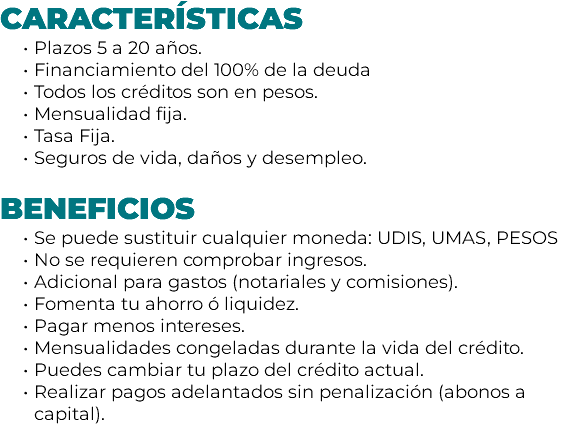 CARACTERÍSTICAS
• Plazos 5 a 20 años.
• Financiamiento del 100% de la deuda
• Todos los créditos son en pesos.
• Mensualidad fija.
• Tasa Fija.
• Seguros de vida, daños y desempleo.
BENEFICIOS
• Se puede sustituir cualquier moneda: UDIS, UMAS, PESOS
• No se requieren comprobar ingresos.
• Adicional para gastos (notariales y comisiones).
• Fomenta tu ahorro ó liquidez.
• Pagar menos intereses.
• Mensualidades congeladas durante la vida del crédito.
• Puedes cambiar tu plazo del crédito actual.
• Realizar pagos adelantados sin penalización (abonos a
capital).